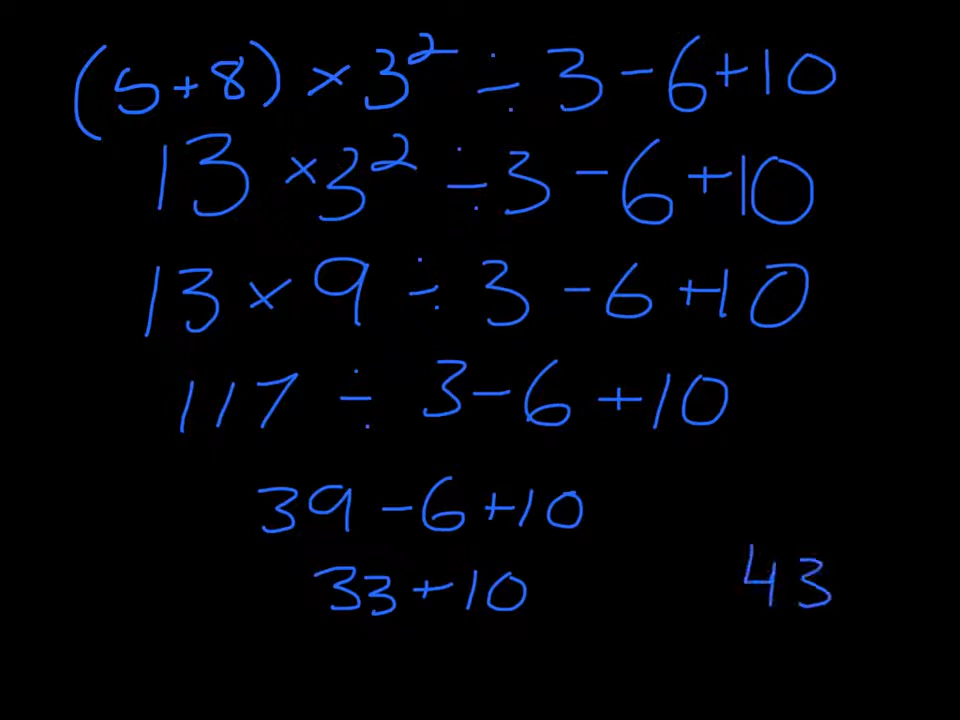 (5+8) × 3² ÷ 3 - 6 + 10
13 × 3² ÷ 3 - 6 + 10
13 × 9 ÷ 3 - 6 + 10
117 ÷ 3 - 6 + 10
39 - 6 + 10
33 + 10 43